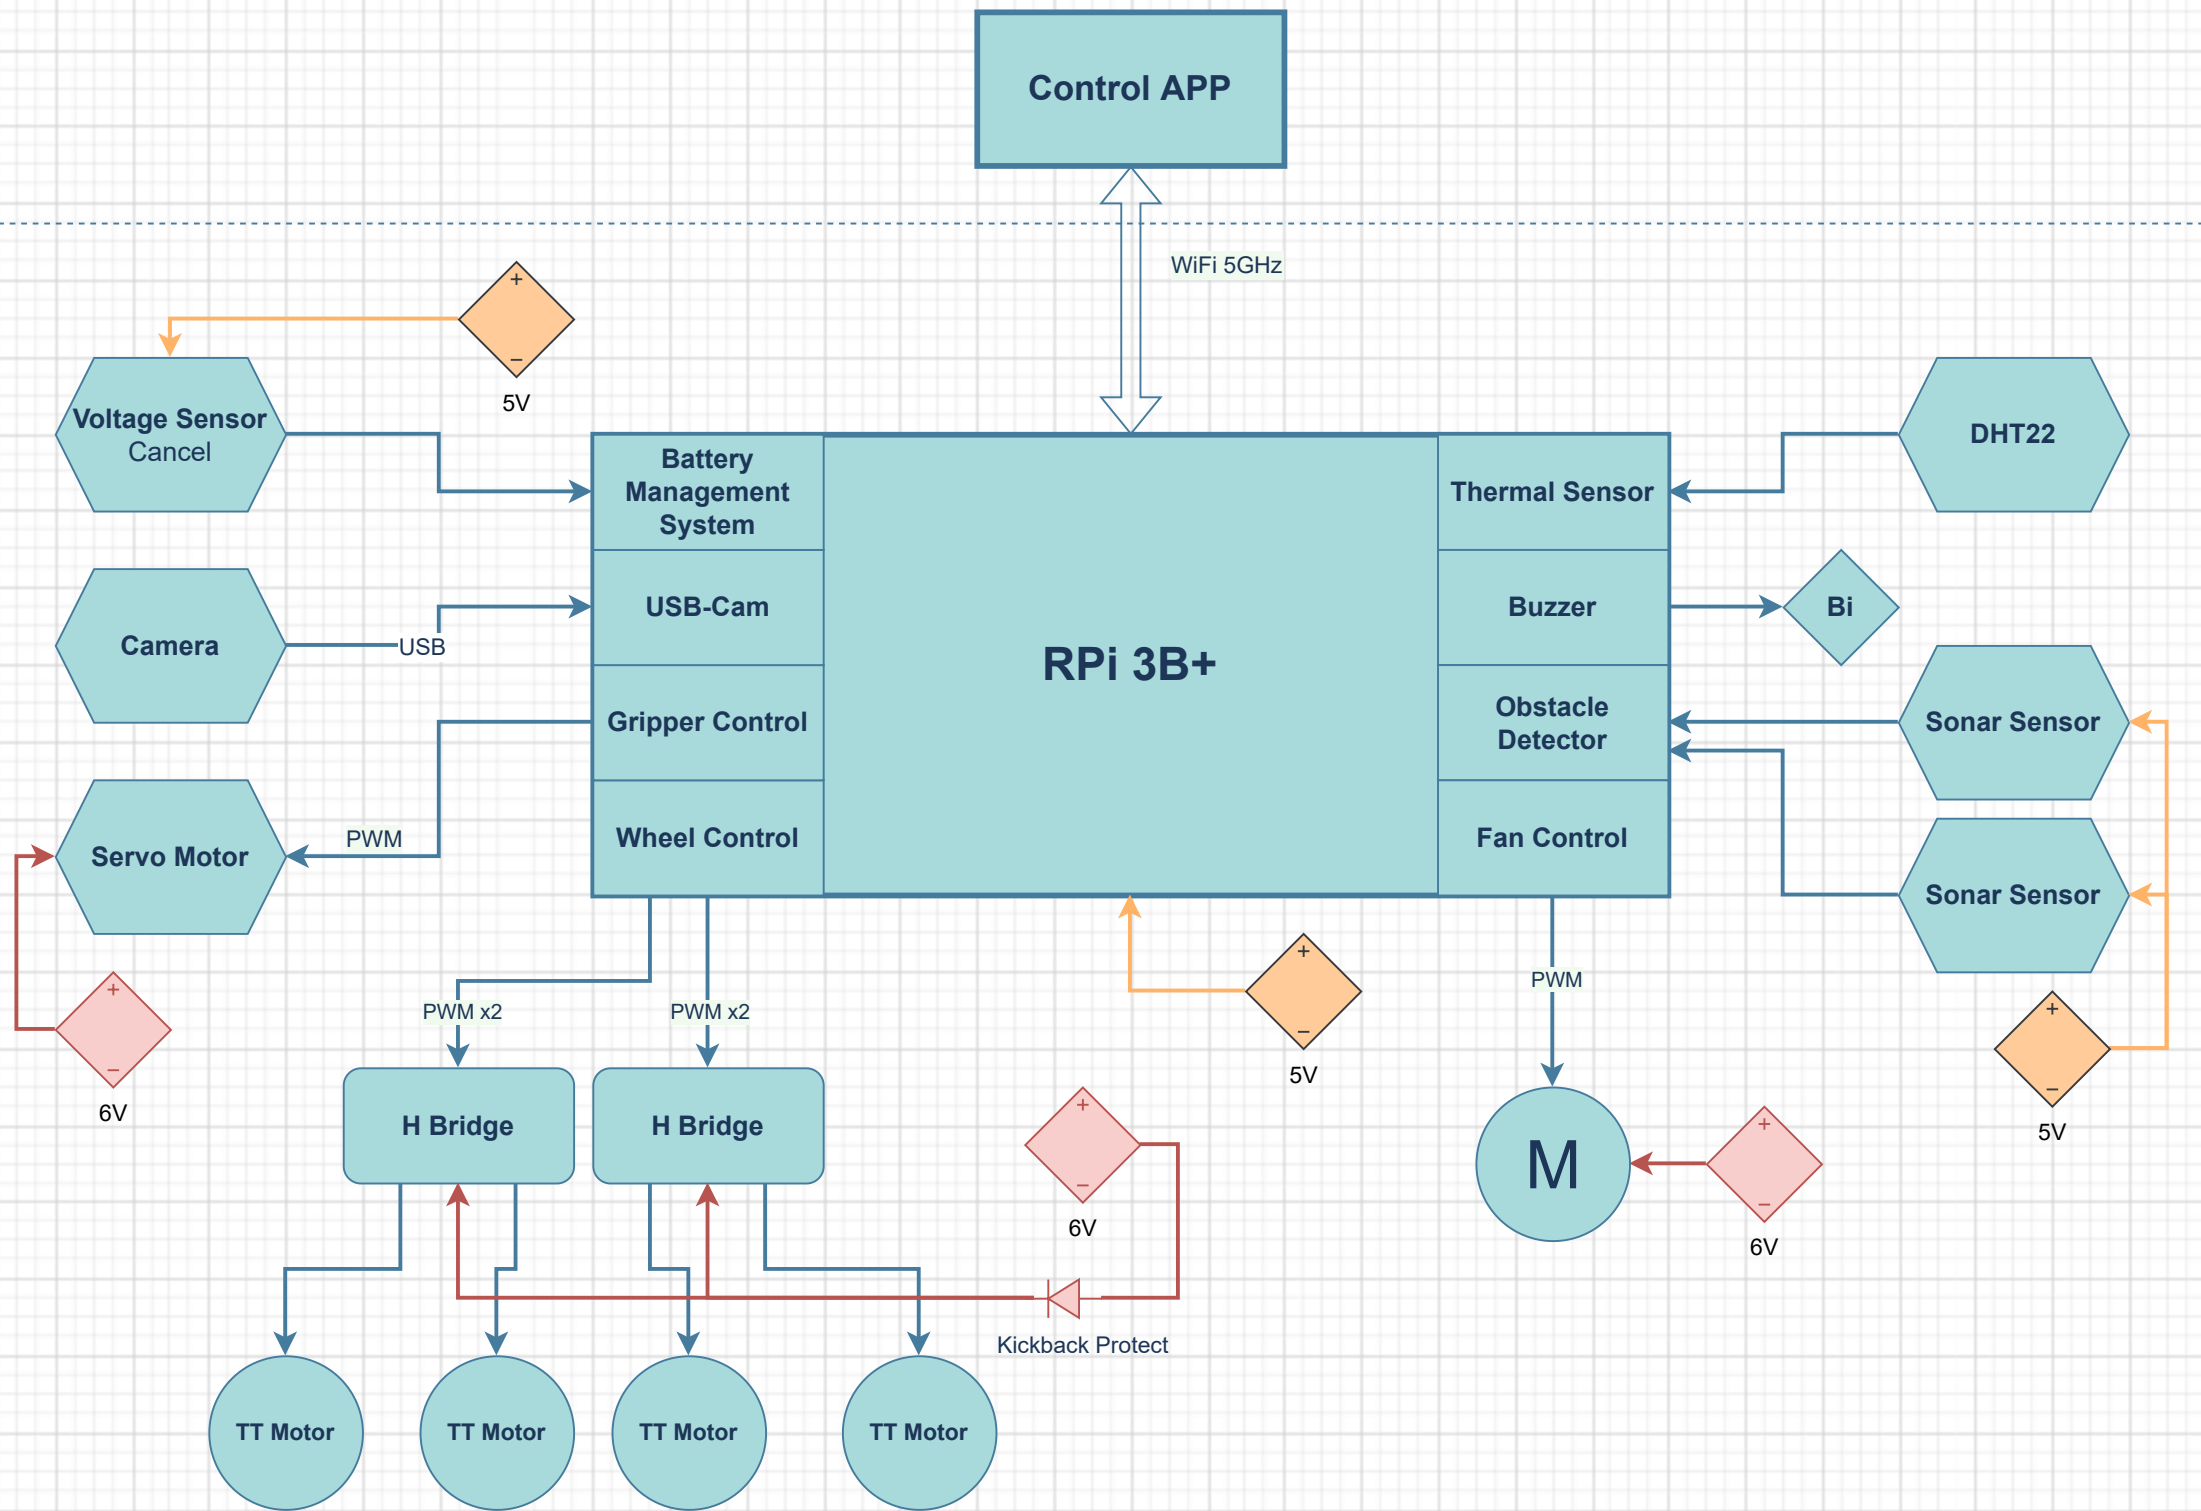 Control APP
WiFi 5GHz
+
−
5V
Voltage Sensor
Cancel
Battery
Management
System
Thermal Sensor
DHT22
Camera
USB
USB-Cam
RPi 3B+
Buzzer
Bi
Gripper Control
Obstacle
Detector
Sonar Sensor
Servo Motor
PWM
Wheel Control
Fan Control
Sonar Sensor
+
−
6V
PWM x2
PWM x2
+
−
5V
PWM
+
−
5V
H Bridge
H Bridge
+
−
6V
M
+
−
6V
Kickback Protect
TT Motor
TT Motor
TT Motor
TT Motor